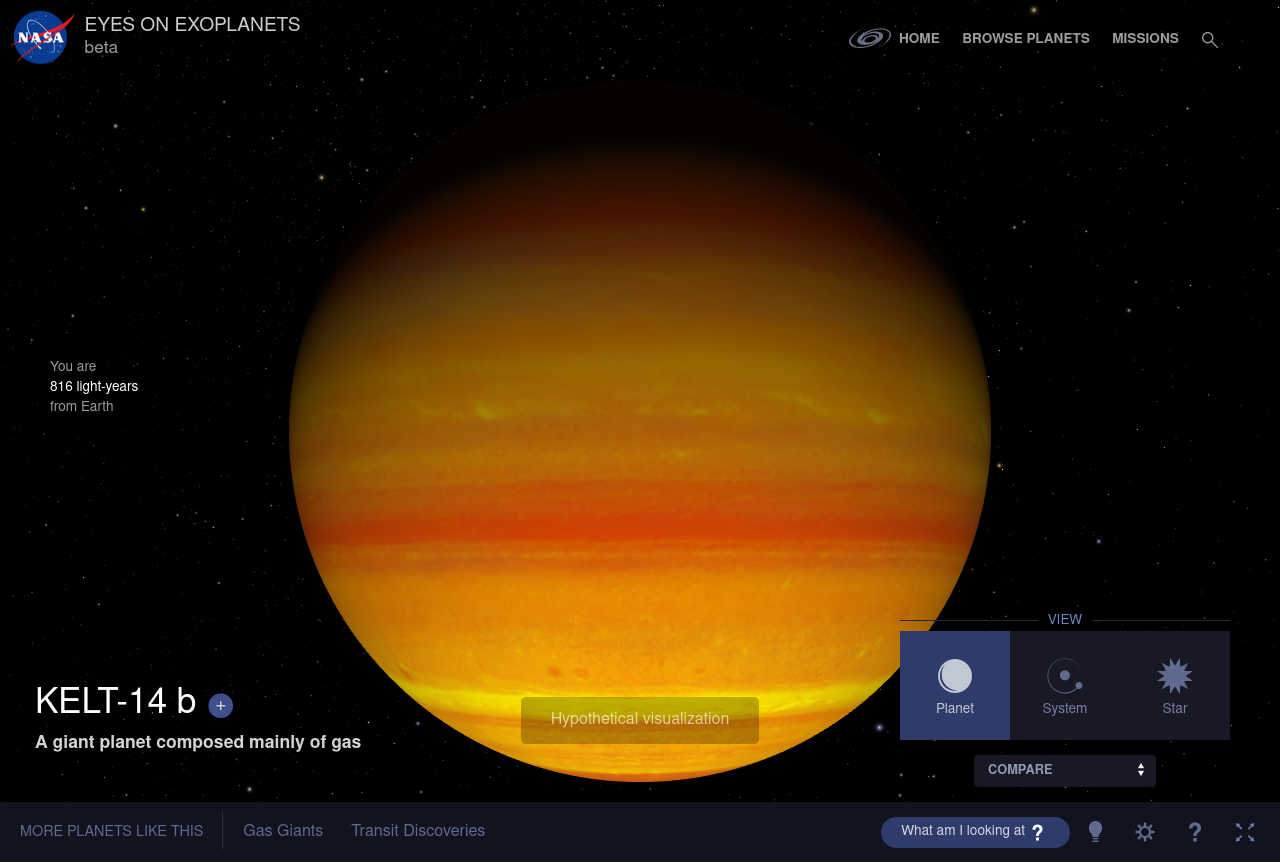 NASA
EYES ON EXOPLANETS
beta
HOME
BROWSE PLANETS
MISSIONS
You are
816 light-years
from Earth
VIEW
Planet
System
Star
KELT-14 b +
A giant planet composed mainly of gas
Hypothetical visualization
COMPARE
MORE PLANETS LIKE THIS
Gas Giants
Transit Discoveries
What am I looking at ?
?